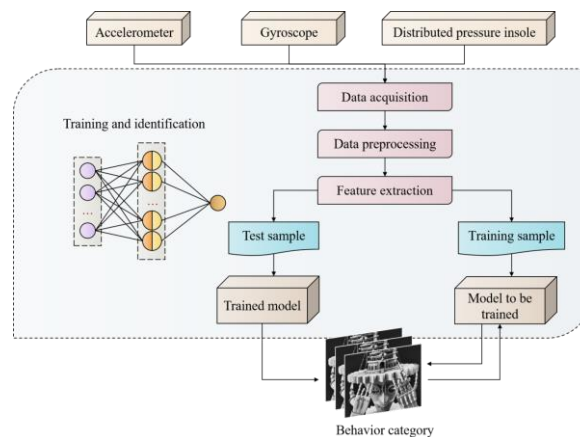 Accelerometer
Gyroscope
Distributed pressure insole
Data acquisition
Training and identification
Data preprocessing
Feature extraction
...
...
...
Test sample
Training sample
Trained model
Model to be
trained
Behavior category